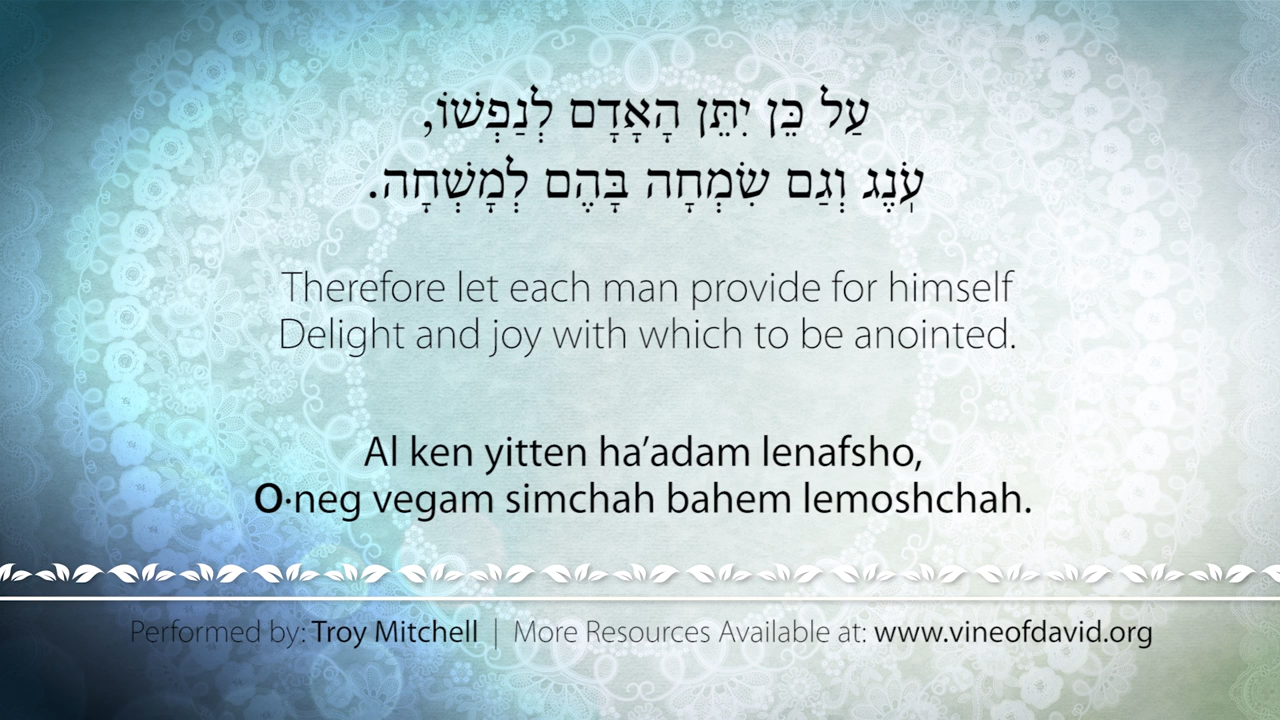 עַל כֵּן יִתֵּן הָאָדָם לְנַפְשׁוֹ,
עֹֽנֶג וְגַם שִׂמְחָה בָּהֶם לְמָשְׁחָה.
Therefore let each man provide for himself
Delight and joy with which to be anointed.
Al ken yitten ha’adam lenafsho,
O·neg vegam simchah bahem lemoshchah.
Performed by: Troy Mitchell | More Resources Available at: www.vineofdavid.org